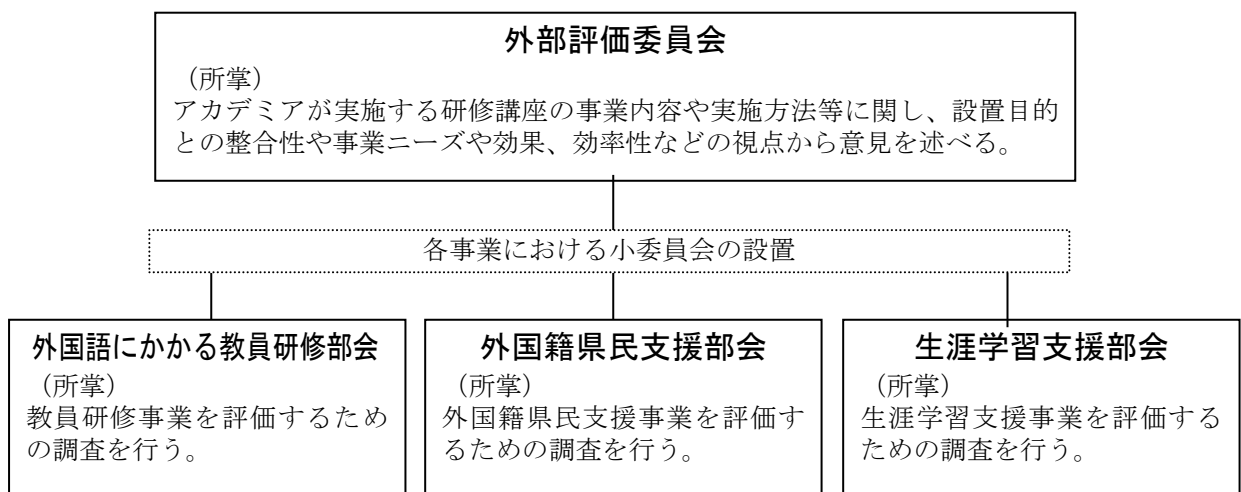 外部評価委員会
（所掌）
アカデミアが実施する研修講座の事業内容や実施方法等に関し、設置目的
との整合性や事業ニーズや効果、効率性などの視点から意見を述べる。
各事業における小委員会の設置
外国語にかかる教員研修部会
（所掌）
教員研修事業を評価するため
の調査を行う。
外国籍県民支援部会
（所掌）
外国籍県民支援事業を評価す
るための調査を行う。
生涯学習支援部会
（所掌）
生涯学習支援事業を評価する
ための調査を行う。